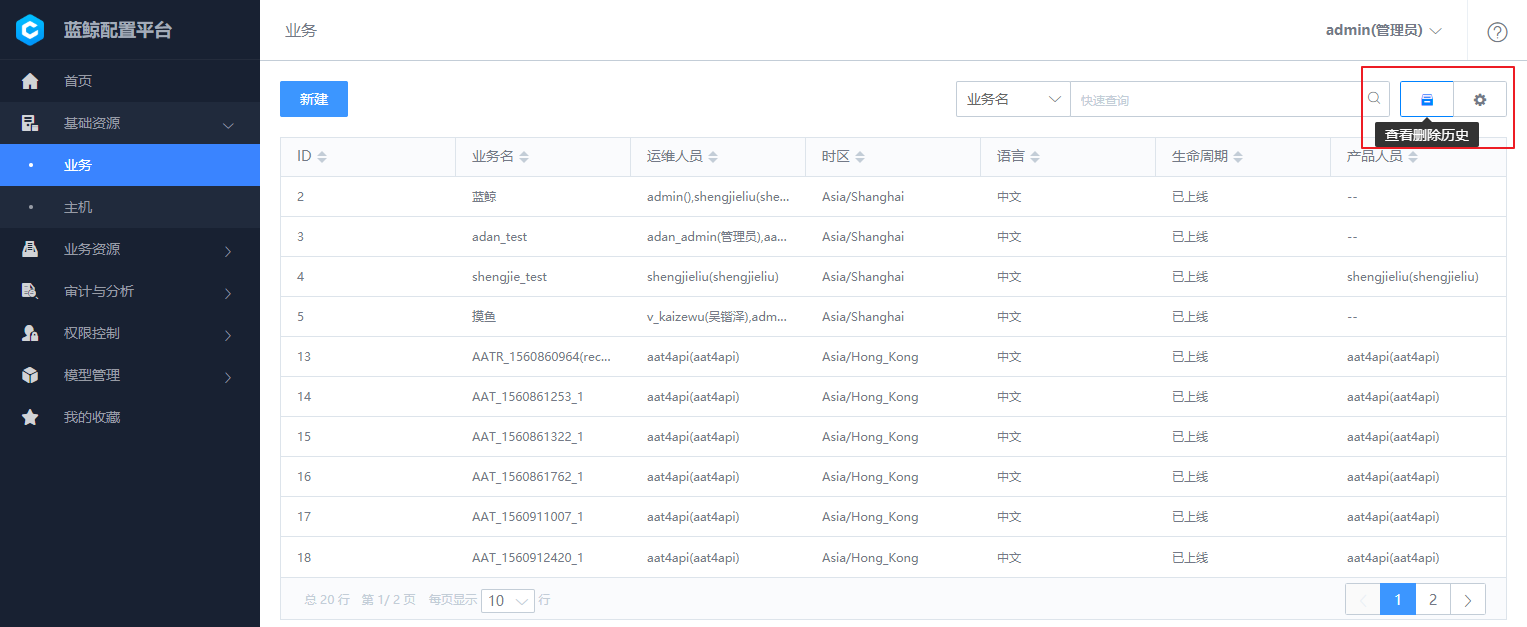 蓝鲸配置平台
首页
基础资源
业务
主机
业务资源
审计与分析
权限控制
模型管理
我的收藏
业务
admin(管理员)
新建
业务名 快速查询
查看删除历史
ID 业务名 运维人员 时区 语言 生命周期 产品人员
2 蓝鲸 admin(),shengjieliu(she... Asia/Shanghai 中文 已上线 --
3 adan_test adan_admin(管理员),aa... Asia/Shanghai 中文 已上线 --
4 shengjie_test shengjieliu(shengjieliu) Asia/Shanghai 中文 已上线 shengjieliu(shengjieliu)
5 摸鱼 v_kaizewu(吴锴泽),adm... Asia/Shanghai 中文 已上线 --
13 AATR_1560860964(rec... aat4api(aat4api) Asia/Hong_Kong 中文 已上线 aat4api(aat4api)
14 AAT_1560861253_1 aat4api(aat4api) Asia/Hong_Kong 中文 已上线 aat4api(aat4api)
15 AAT_1560861322_1 aat4api(aat4api) Asia/Hong_Kong 中文 已上线 aat4api(aat4api)
16 AAT_1560861762_1 aat4api(aat4api) Asia/Hong_Kong 中文 已上线 aat4api(aat4api)
17 AAT_1560911007_1 aat4api(aat4api) Asia/Hong_Kong 中文 已上线 aat4api(aat4api)
18 AAT_1560912420_1 aat4api(aat4api) Asia/Hong_Kong 中文 已上线 aat4api(aat4api)
总 20 行 第 1/ 2 页 每页显示 10 行 1 2